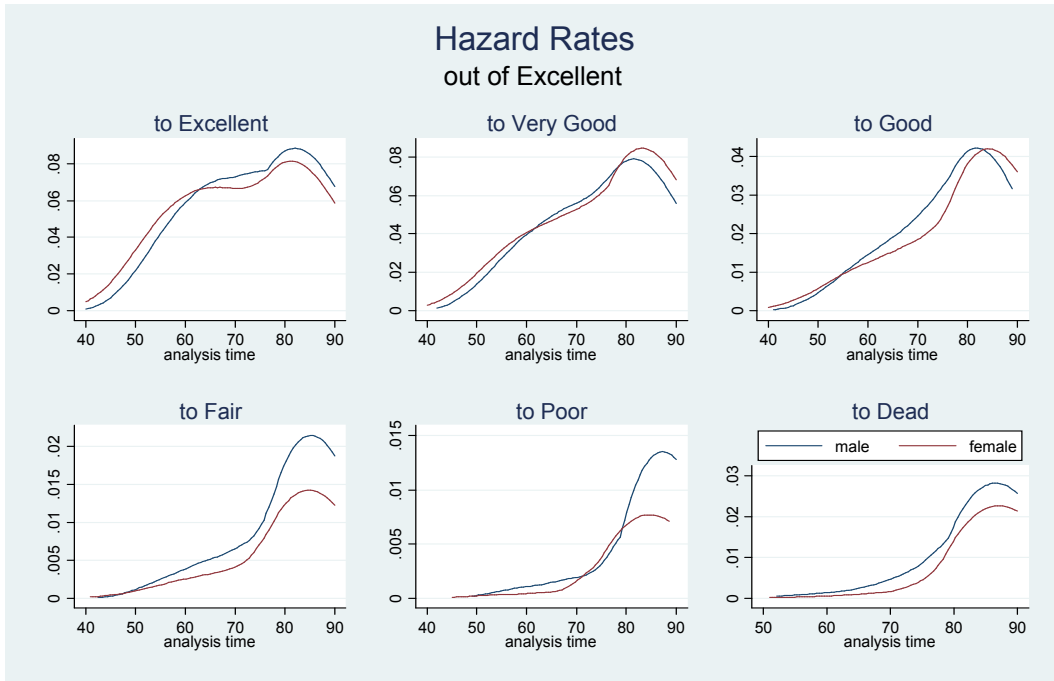 Hazard Rates
out of Excellent
to Excellent
.08
.06
.04
.02
0
40 50 60 70 80 90
analysis time
to Very Good
.08
.06
.04
.02
0
40 50 60 70 80 90
analysis time
to Good
.04
.03
.02
.01
0
40 50 60 70 80 90
analysis time
to Fair
.02
.015
.01
.005
0
40 50 60 70 80 90
analysis time
to Poor
.015
.01
.005
0
40 50 60 70 80 90
analysis time
to Dead
male female
.03
.02
.01
0
50 60 70 80 90
analysis time